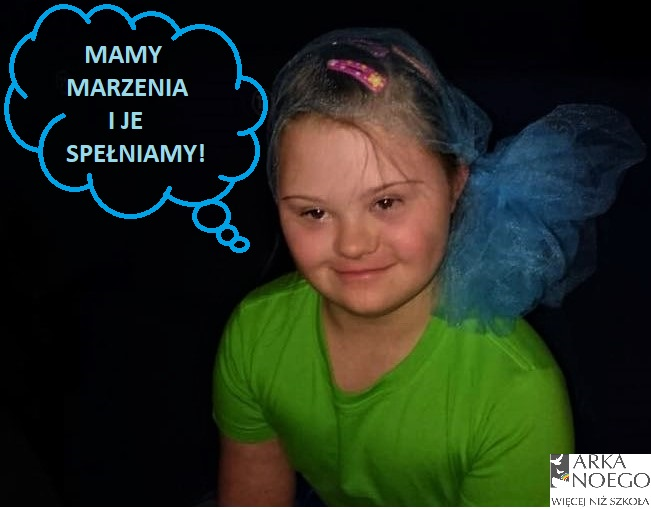 MAMY
MARZENIA
I JE
SPEŁNIAMY!
ARKA
NOEGO
WIĘCEJ NIŻ SZKOŁA